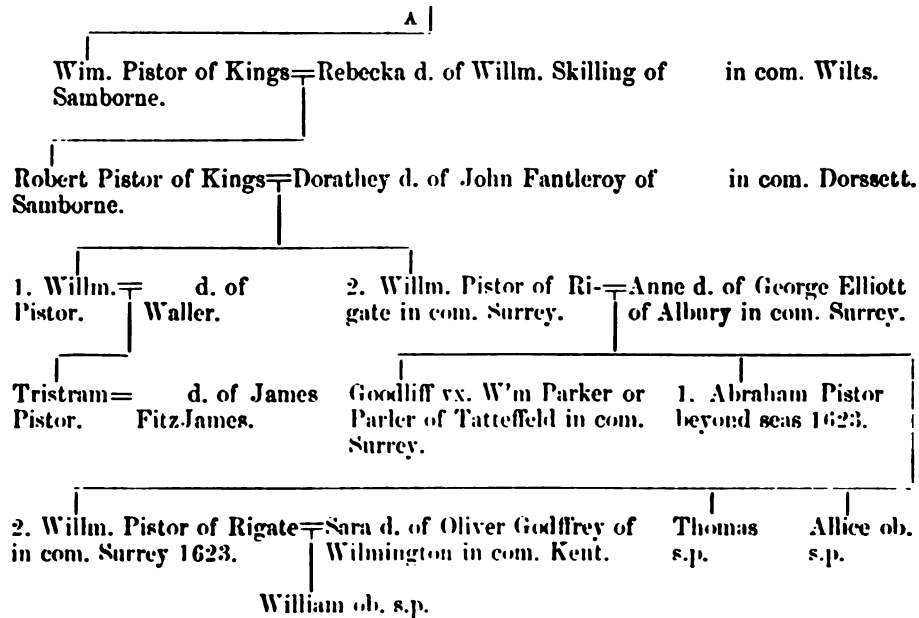 A
Wim. Pistor of Kings=Rebecka d. of Willm. Skilling of in com. Wilts.
Samborne.
Robert Pistor of Kings=Dorathey d. of John Fantleroy of in com. Dorssett.
Samborne.
1. Willm.= d. of
Pistor. Waller.
2. Willm. Pistor of Ri-=Anne d. of George Elliott
gate in com. Surrey. of Albury in com. Surrey.
Tristram= d. of James
Pistor. FitzJames.
Goodliff vx. W'm Parker or
Parler of Tatteffeld in com.
Surrey.
1. Abraham Pistor
beyond seas 1623.
2. Willm. Pistor of Rigate=Sara d. of Oliver Godffrey of
in com. Surrey 1623. Wilmington in com. Kent.
Thomas
s.p.
Allice ob.
s.p.
William ob. s.p.